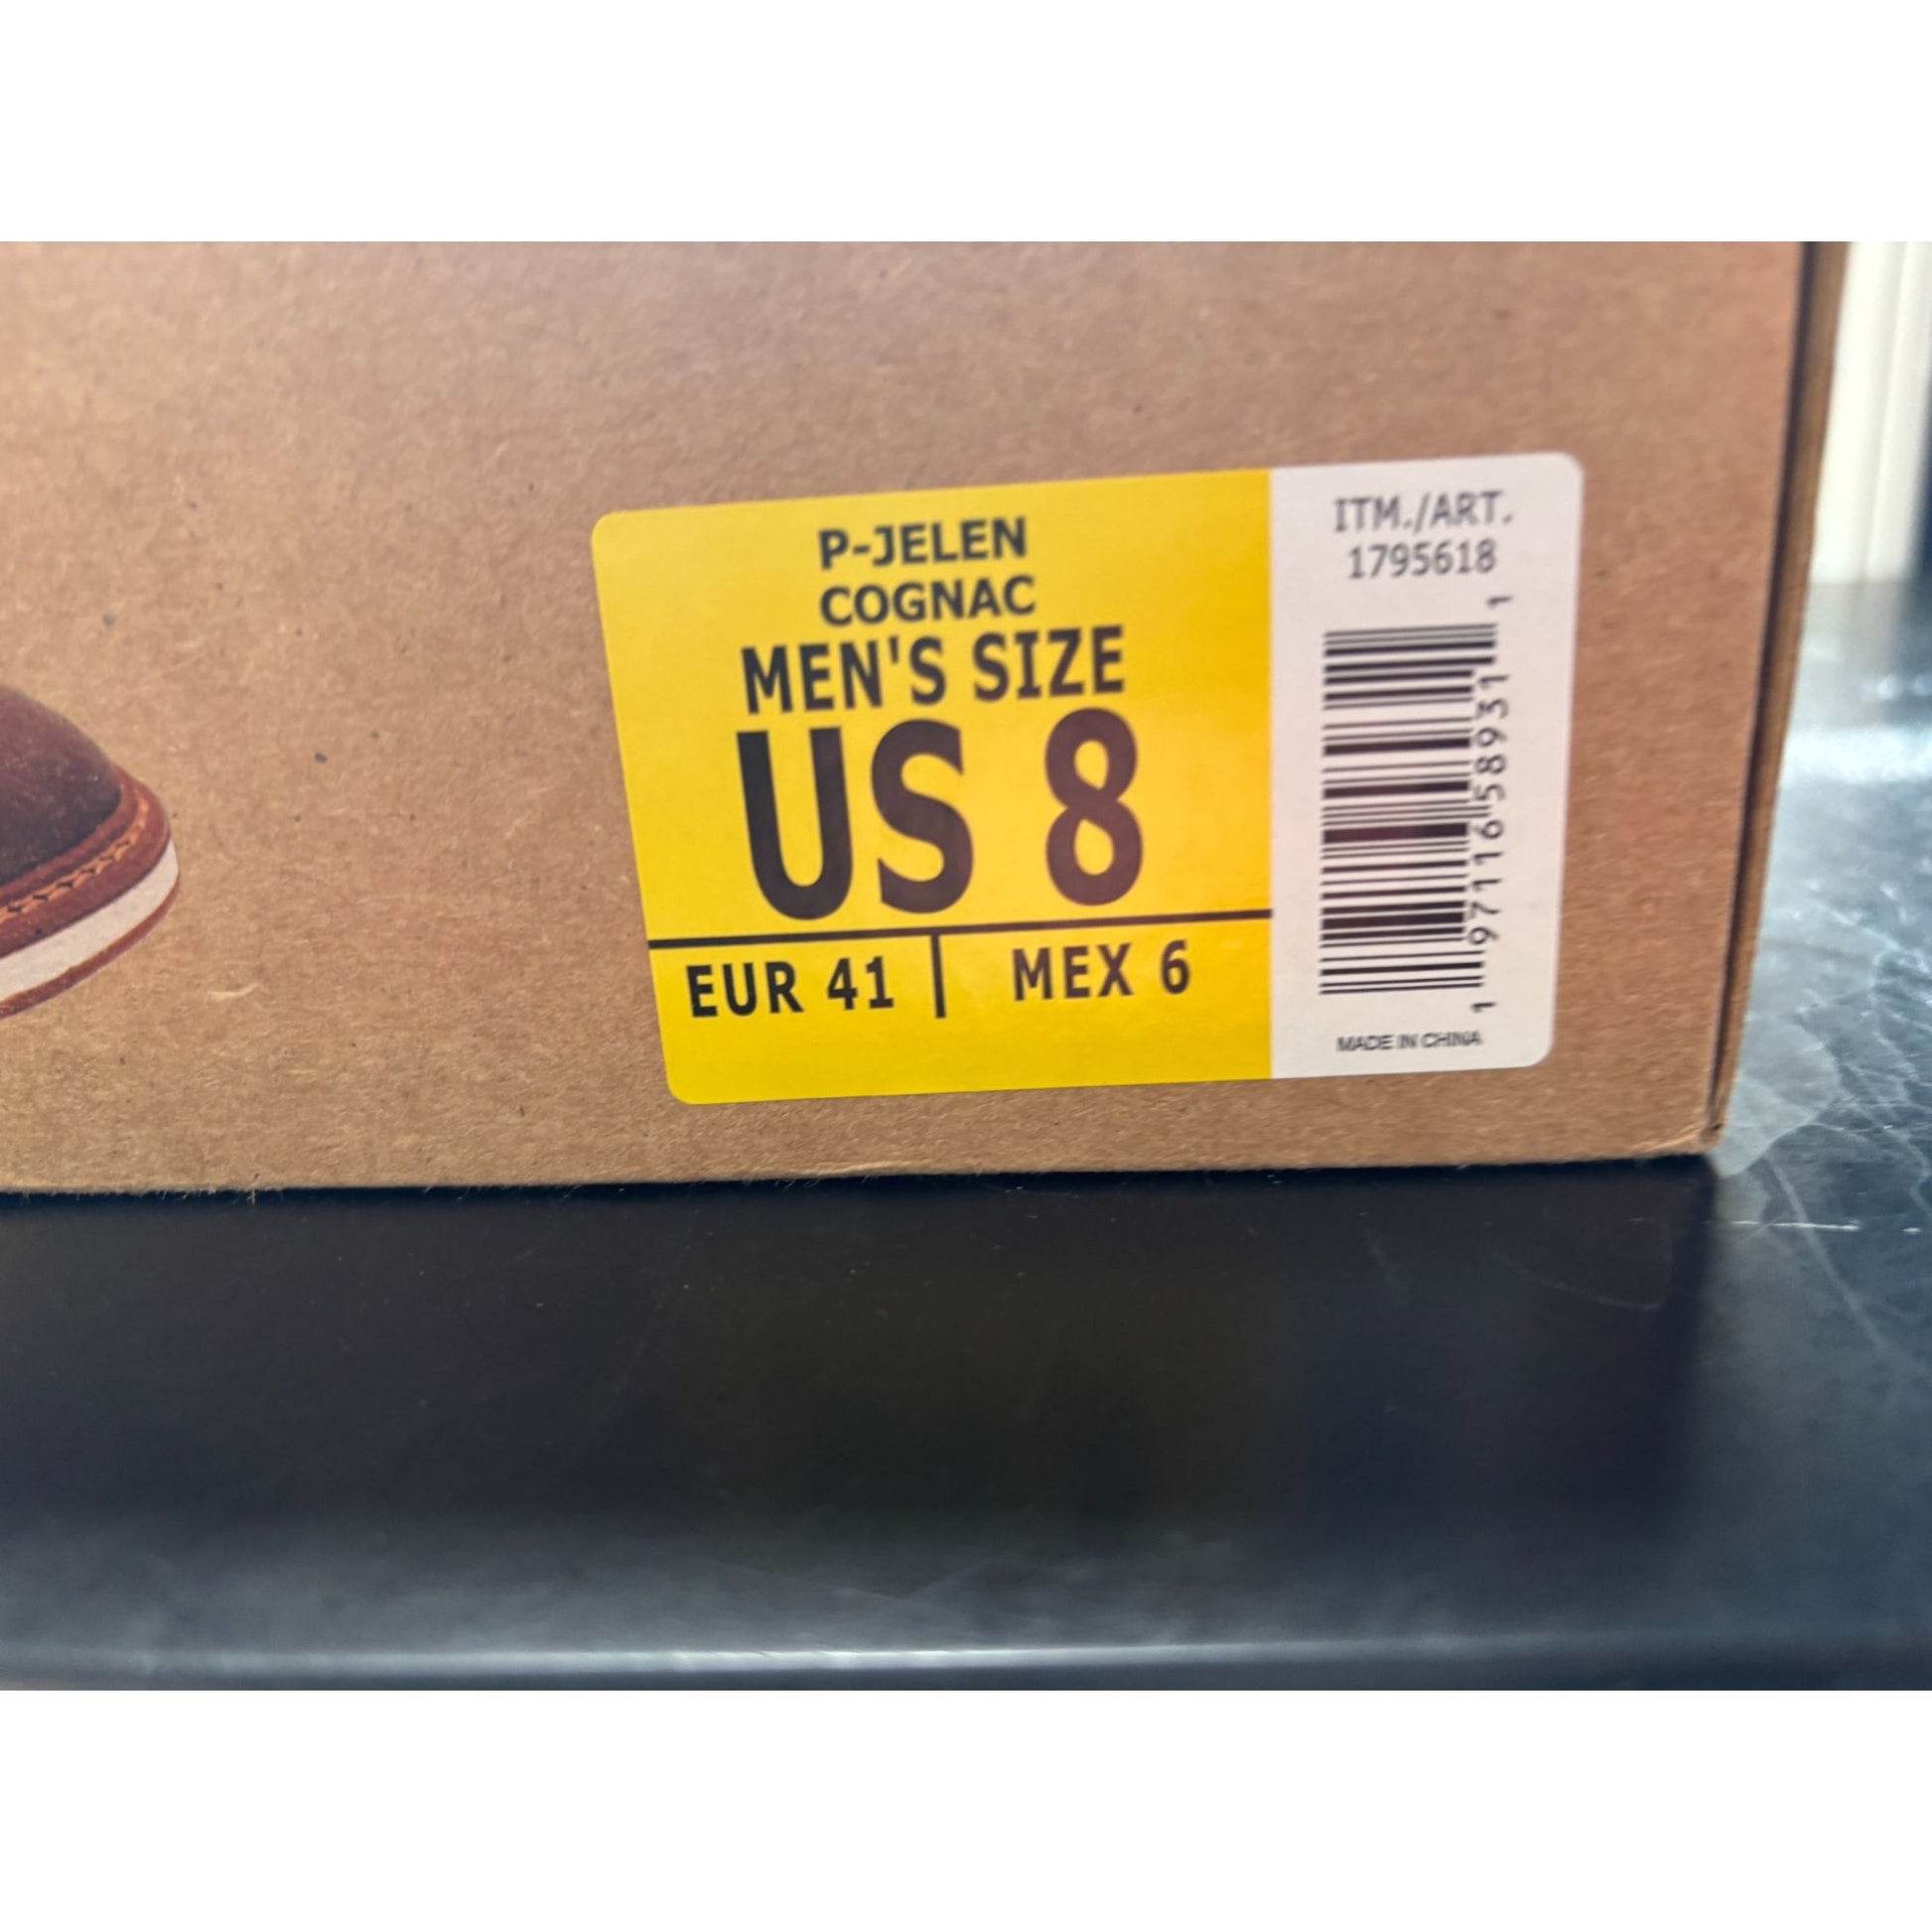 P-JELEN
COGNAC
MEN'S SIZE
US 8
EUR 41 | MEX 6
ITM./ART.
1795618
1 97116 58931 1
MADE IN CHINA